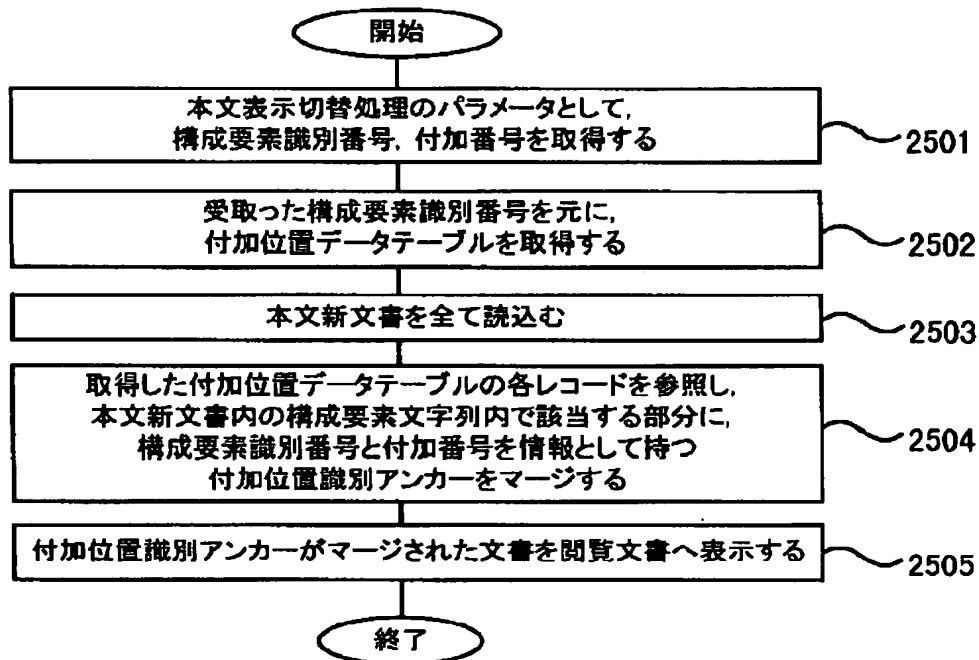 開始
本文表示切替処理のパラメータとして,
構成要素識別番号, 付加番号を取得する
2501
受取った構成要素識別番号を元に,
付加位置データテーブルを取得する
2502
本文新文書を全て読込む
2503
取得した付加位置データテーブルの各レコードを参照し,
本文新文書内の構成要素文字列内で該当する部分に,
構成要素識別番号と付加番号を情報として持つ
付加位置識別アンカーをマージする
2504
付加位置識別アンカーがマージされた文書を閲覧文書へ表示する
2505
終了